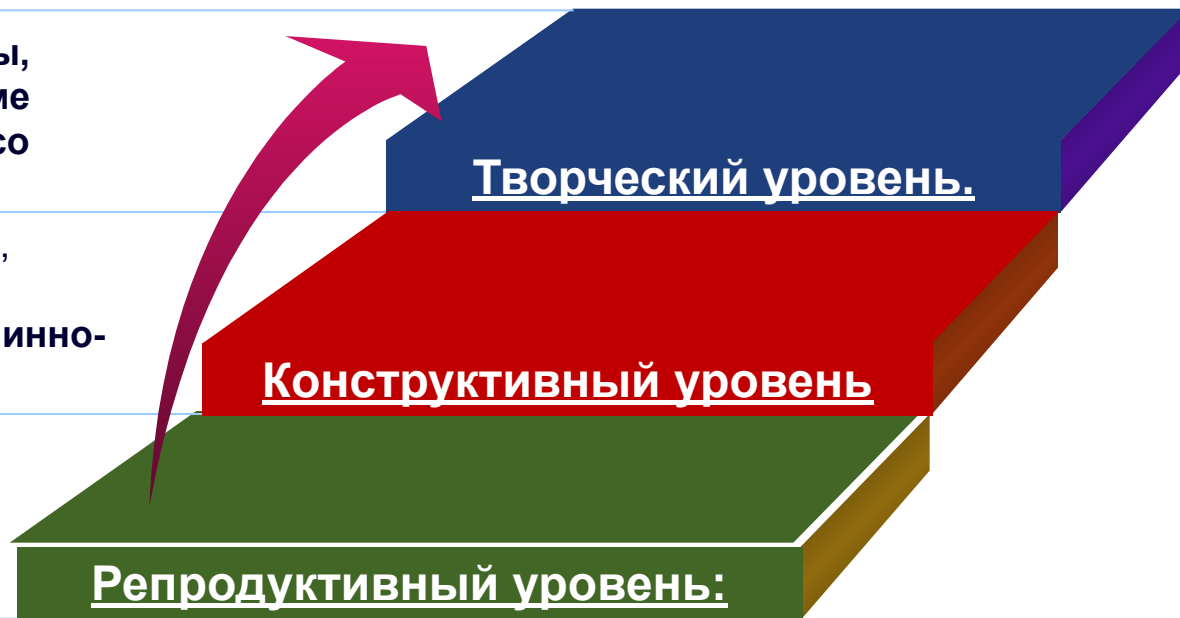 ы,
ме
со
Творческий уровень.
,
инно-
Конструктивный уровень
Репродуктивный уровень: